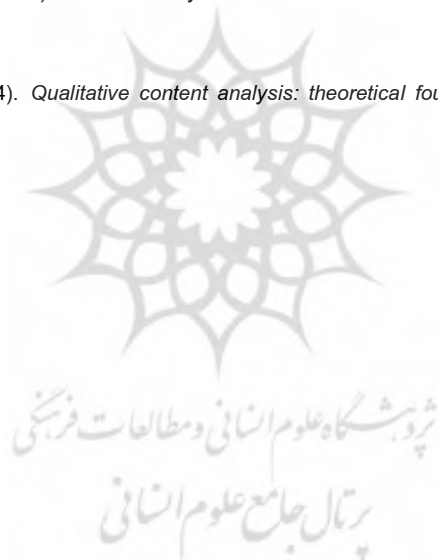 4). Qualitative content analysis: theoretical fou
پژوهشگاه علوم انسانی و مطالعات فرهنگی
پرتال جامع علوم انسانی